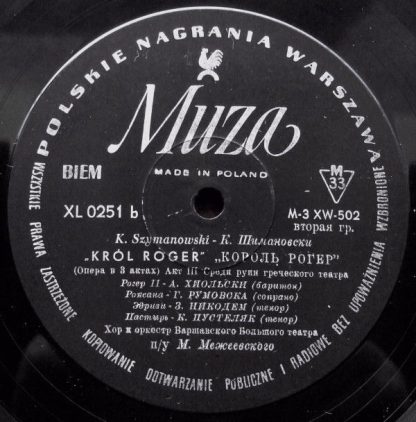 POLSKIE NAGRANIA WARSZAWA
Muza
MADE IN POLAND
BIEM
M
33
XL 0251 b
M-3 XW-502
вторая гр.
K. Szymanowski - К. Шимановски
„KRÓL ROGER" „КОРОЛЬ РОГЕР"
(Опера в 3 актах) Акт III Среди руин греческого театра
Рогер II - А. ХИОЛЬСКИ (баритон)
Роксана - Г. РУМОВСКА (сопрано)
Эдризи - З. НИКОДЕМ (тенор)
Пастырь - К. ПУСТЕЛЯК (тенор)
Хор и оркестр Варшавского Большого театра
п/у М. Межеевского
WSZYSTKIE PRAWA ZASTRZEŻONE KOPIOWANIE ODTWARZANIE PUBLICZNE I RADIOWE BEZ UPOWAŻNIENIA WZBRONIONE